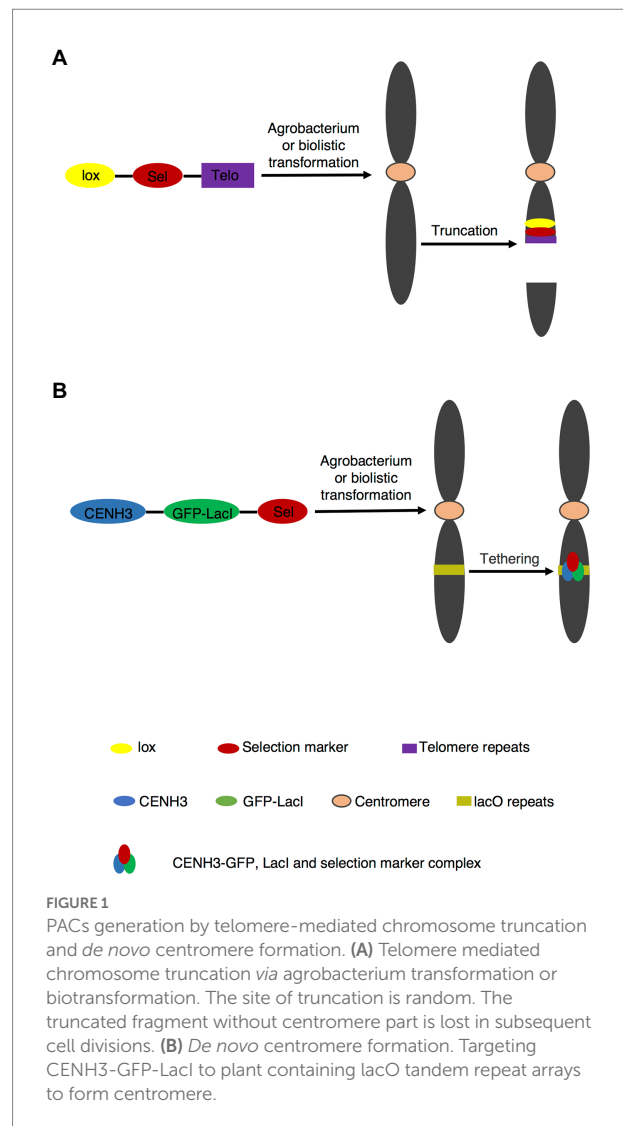 A
lox Sel Telo
Agrobacterium
or biolistic
transformation
Truncation
B
CENH3 GFP-LacI Sel
Agrobacterium
or biolistic
transformation
Tethering
lox Selection marker Telomere repeats
CENH3 GFP-LacI Centromere lacO repeats
CENH3-GFP, LacI and selection marker complex
FIGURE 1
PACs generation by telomere-mediated chromosome truncation
and de novo centromere formation. (A) Telomere mediated
chromosome truncation via agrobacterium transformation or
biotransformation. The site of truncation is random. The
truncated fragment without centromere part is lost in subsequent
cell divisions. (B) De novo centromere formation. Targeting
CENH3-GFP-LacI to plant containing lacO tandem repeat arrays
to form centromere.